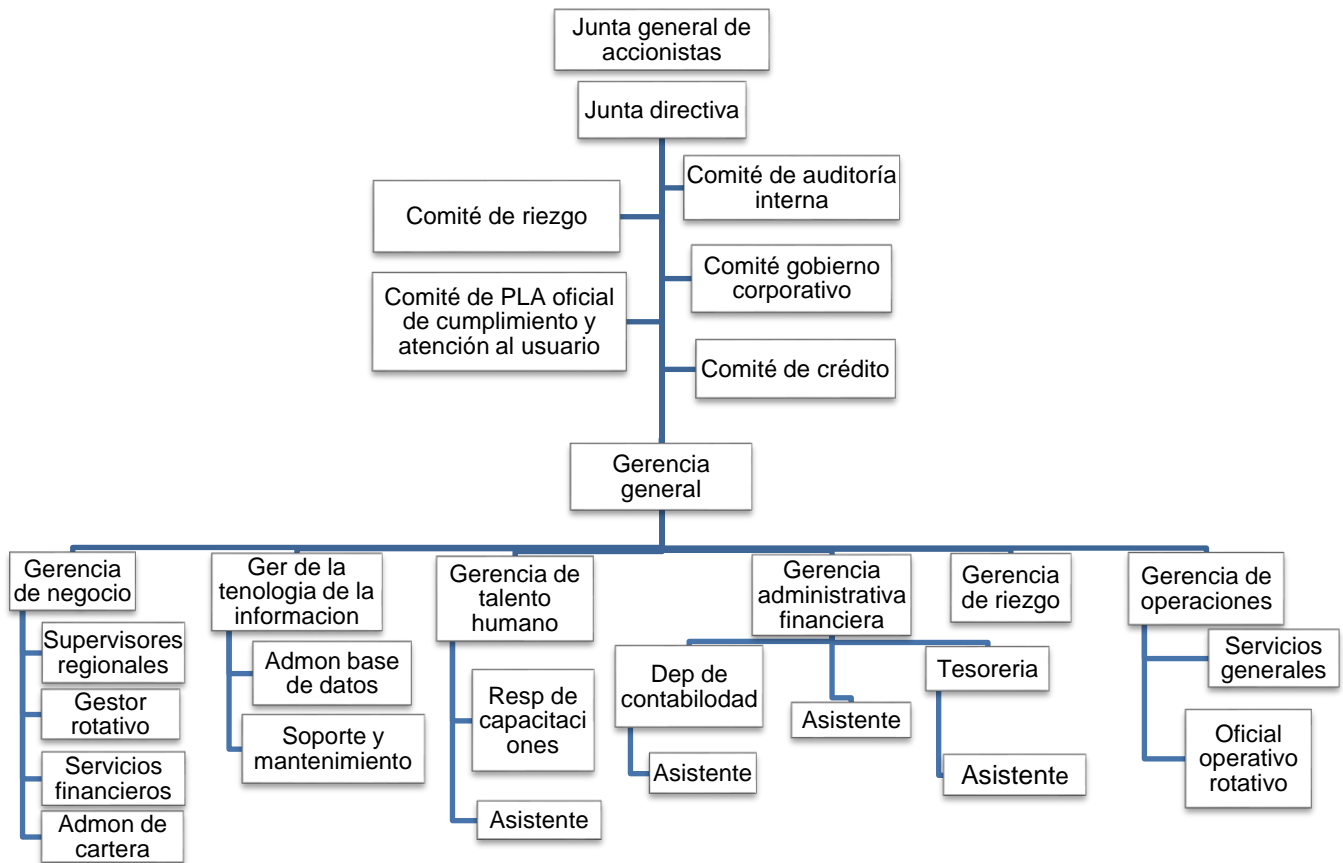 Junta general de
accionistas
Junta directiva
Comité de auditoría
interna
Comité de riezgo
Comité gobierno
corporativo
Comité de PLA oficial
de cumplimiento y
atención al usuario
Comité de crédito
Gerencia
general
Gerencia
de negocio
Supervisores
regionales
Gestor
rotativo
Servicios
financieros
Admon de
cartera
Ger de la
tenologia de la
informacion
Admon base
de datos
Soporte y
mantenimiento
Gerencia de
talento
humano
Resp de
capacitaci
ones
Asistente
Gerencia
administrativa
financiera
Dep de
contabilodad
Asistente
Asistente
Tesoreria
Asistente
Gerencia
de riezgo
Gerencia de
operaciones
Servicios
generales
Oficial
operativo
rotativo